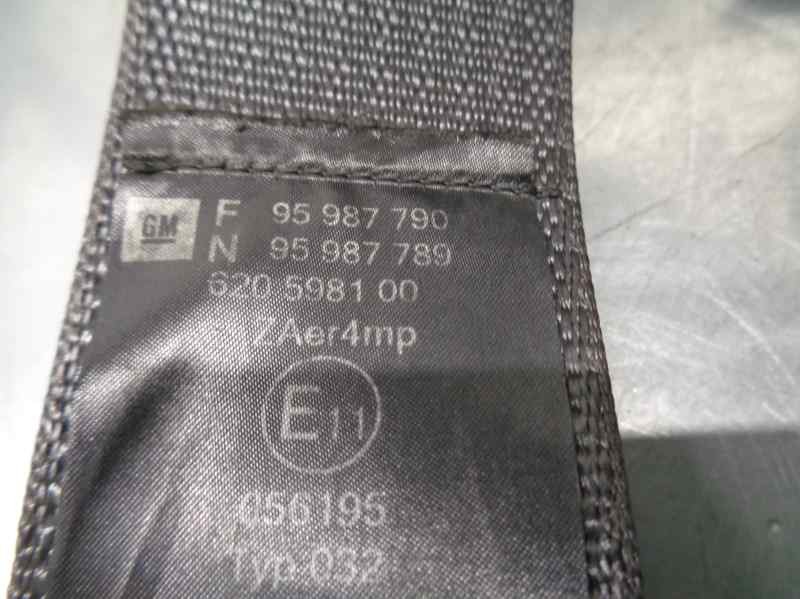 GM F 95 987 790
N 95 987 789
620 5981 00
ZAer4mp
E11
056195
Typ 032